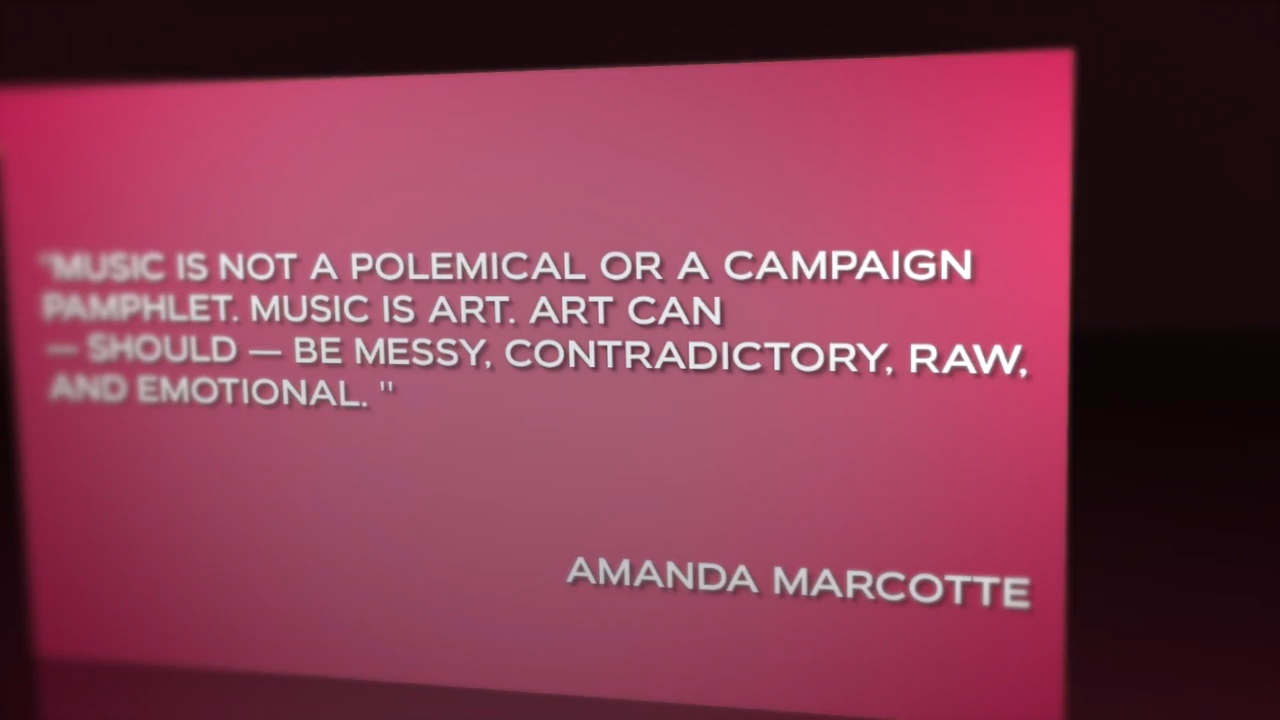 "MUSIC IS NOT A POLEMICAL OR A CAMPAIGN
PAMPHLET. MUSIC IS ART. ART CAN
— SHOULD — BE MESSY, CONTRADICTORY, RAW,
AND EMOTIONAL. "
AMANDA MARCOTTE